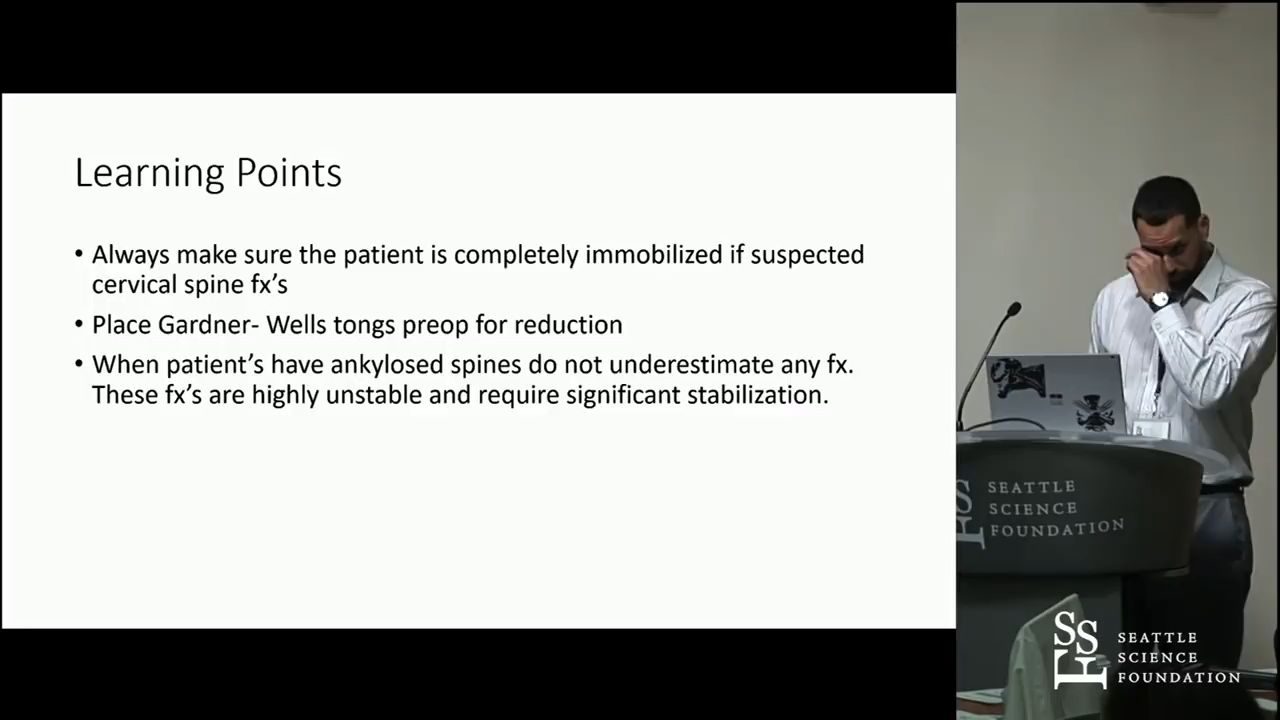 Learning Points
• Always make sure the patient is completely immobilized if suspected
cervical spine fx's
• Place Gardner- Wells tongs preop for reduction
• When patient's have ankylosed spines do not underestimate any fx.
These fx's are highly unstable and require significant stabilization.
SSF
SEATTLE
SCIENCE
FOUNDATION
SSF
SEATTLE
SCIENCE
FOUNDATION